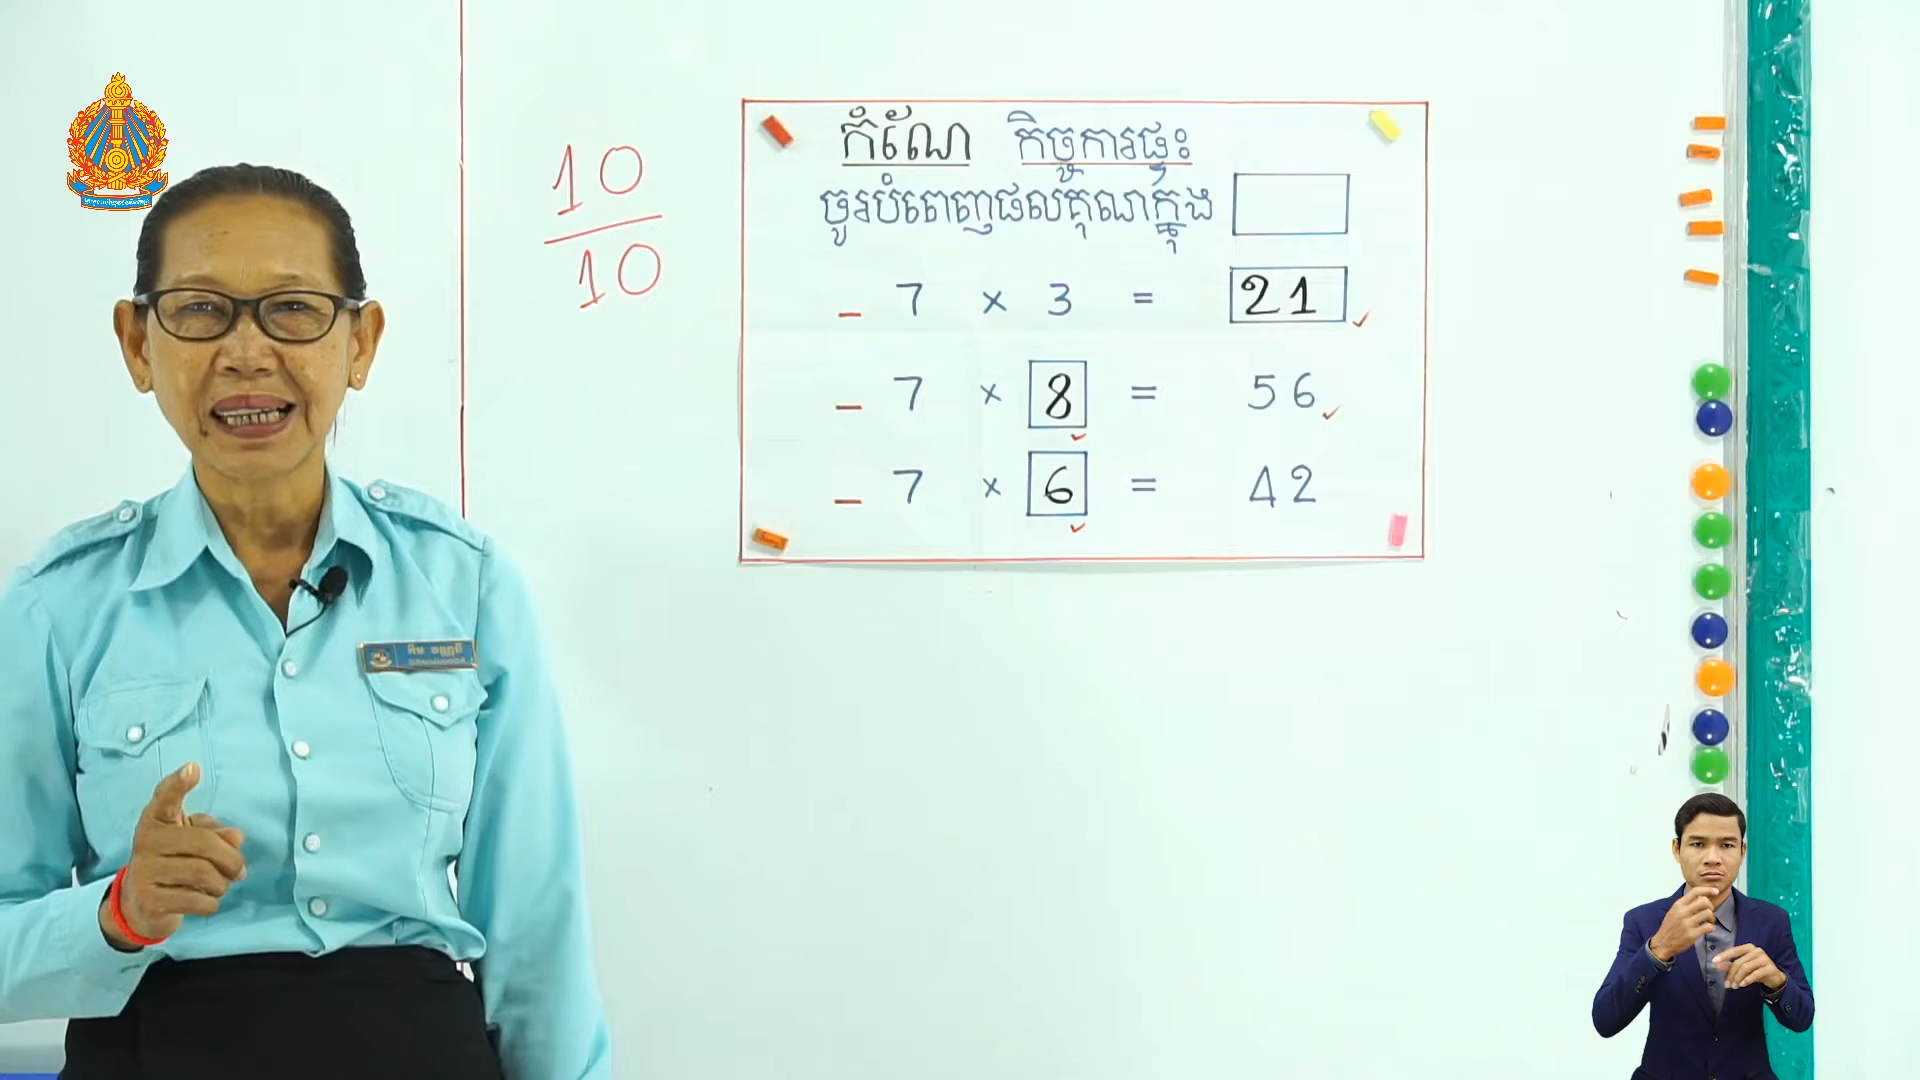 10
10
កំណែ កិច្ចការផ្ទះ
ចូរបំពេញផលគុណក្នុង
– 7 × 3 = 21 ✓
– 7 × 8 = 56 ✓
– 7 × 6 = 42